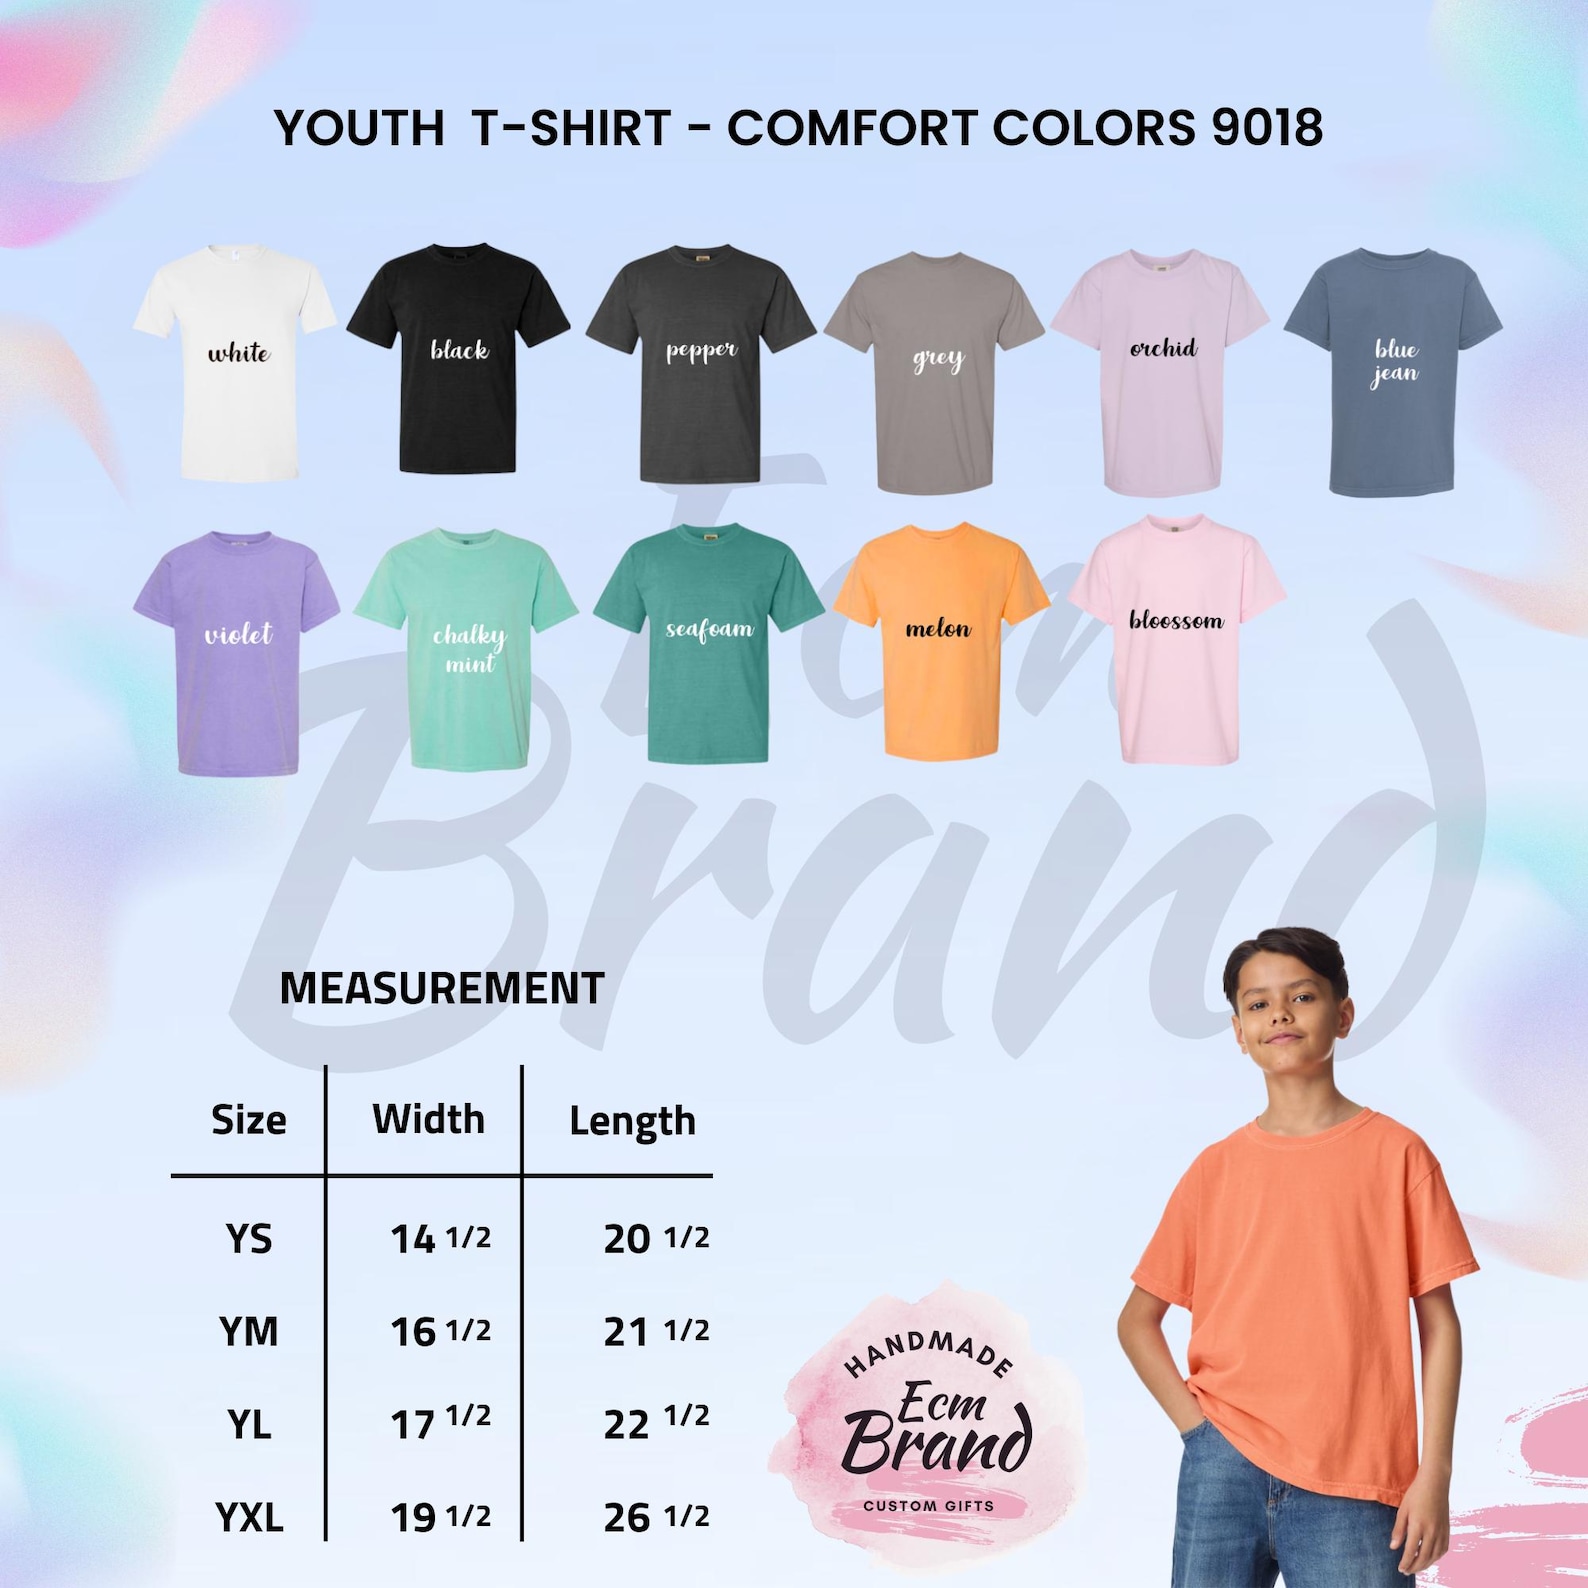 YOUTH T-SHIRT - COMFORT COLORS 9018
white
black
pepper
grey
orchid
blue
jean
violet
chalky
mint
seafoam
melon
bloossom
Ecm
Brand
MEASUREMENT
Size Width Length
YS 14 1/2 20 1/2
YM 16 1/2 21 1/2
YL 17 1/2 22 1/2
YXL 19 1/2 26 1/2
HANDMADE
Ecm
Brand
CUSTOM GIFTS